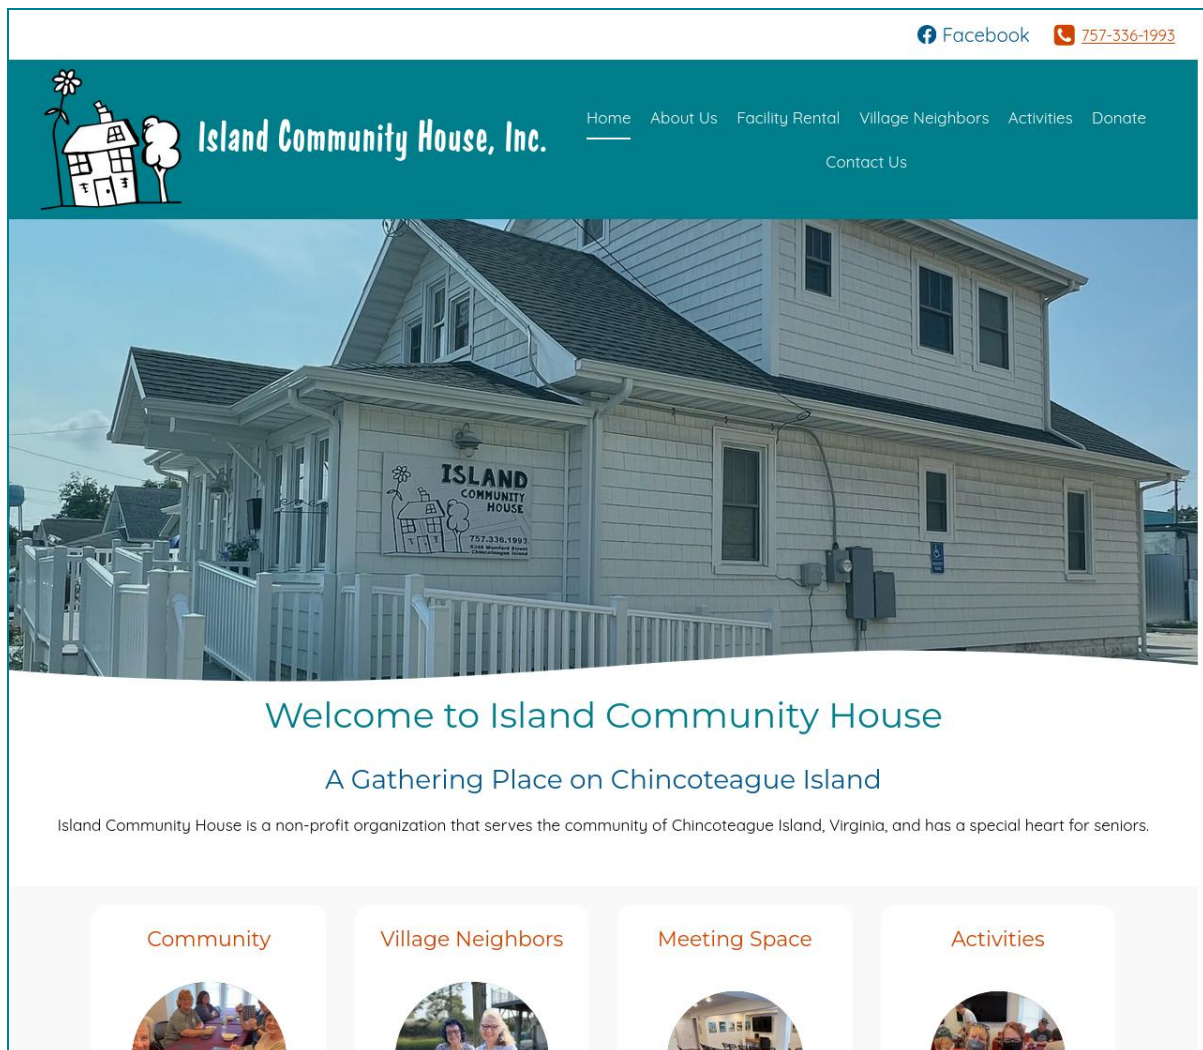 Facebook
757-336-1993
Island Community House, Inc.
Home About Us Facility Rental Village Neighbors Activities Donate
Contact Us
ISLAND
COMMUNITY
HOUSE
757.336.1993
Chincoteague Island
Welcome to Island Community House
A Gathering Place on Chincoteague Island
Island Community House is a non-profit organization that serves the community of Chincoteague Island, Virginia, and has a special heart for seniors.
Community
Village Neighbors
Meeting Space
Activities